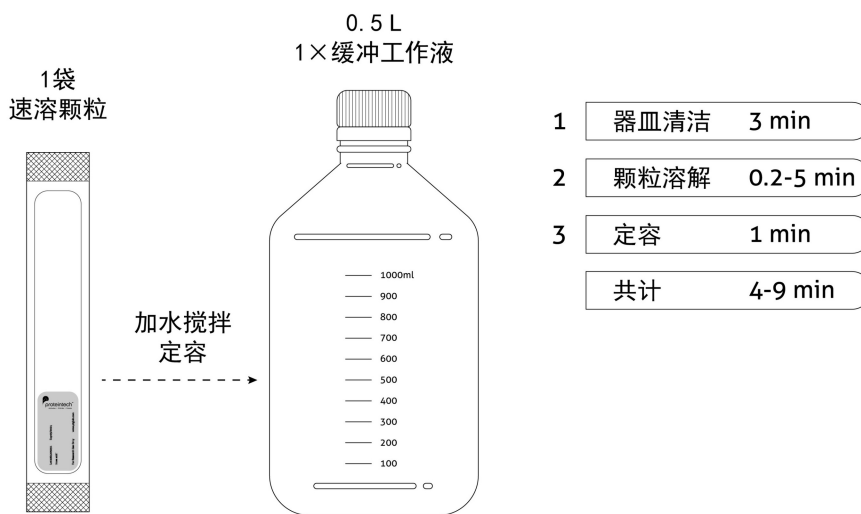 1袋
速溶颗粒
proteintech
0.5 L
1×缓冲工作液
加水搅拌
定容
1000ml
900
800
700
600
500
400
300
200
100
1 器皿清洁 3 min
2 颗粒溶解 0.2-5 min
3 定容 1 min
共计 4-9 min